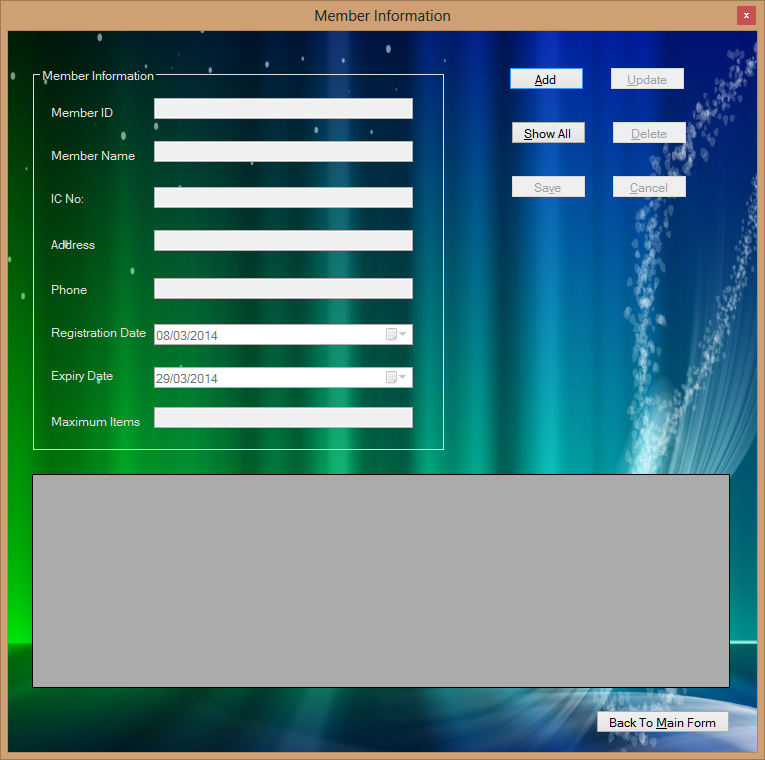 Member Information
x
Member Information
Add
Update
Member ID
Show All
Delete
Member Name
Save
Cancel
IC No:
Address
Phone
Registration Date
08/03/2014
Expiry Date
29/03/2014
Maximum Items
Back To Main Form